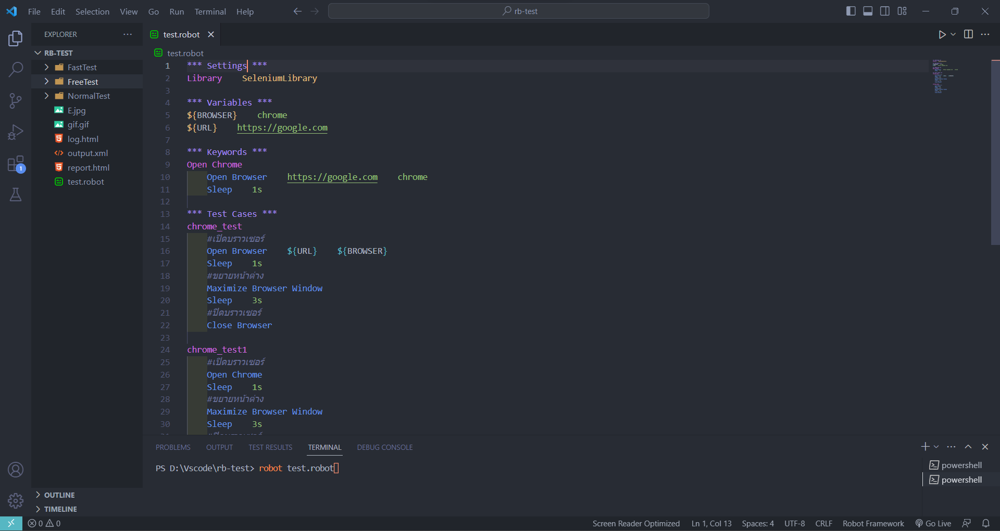 File Edit Selection View Go Run Terminal Help
rb-test
EXPLORER
RB-TEST
FastTest
FreeTest
NormalTest
E.jpg
gif.gif
log.html
output.xml
report.html
test.robot
OUTLINE
TIMELINE
1
test.robot
test.robot
1 *** Settings ***
2 Library    SeleniumLibrary
3
4 *** Variables ***
5 ${BROWSER}    chrome
6 ${URL}    https://google.com
7
8 *** Keywords ***
9 Open Chrome
10     Open Browser    https://google.com    chrome
11     Sleep    1s
12
13 *** Test Cases ***
14 chrome_test
15     #เปิดบราวเซอร์
16     Open Browser    ${URL}    ${BROWSER}
17     Sleep    1s
18     #ขยายหน้าต่าง
19     Maximize Browser Window
20     Sleep    3s
21     #ปิดบราวเซอร์
22     Close Browser
23
24 chrome_test1
25     #เปิดบราวเซอร์
26     Open Chrome
27     Sleep    1s
28     #ขยายหน้าต่าง
29     Maximize Browser Window
30     Sleep    3s
PROBLEMS OUTPUT TEST RESULTS TERMINAL DEBUG CONSOLE
PS D:\Vscode\rb-test> robot test.robot
powershell
powershell
0 0
Screen Reader Optimized Ln 1, Col 13 Spaces: 4 UTF-8 CRLF Robot Framework Go Live